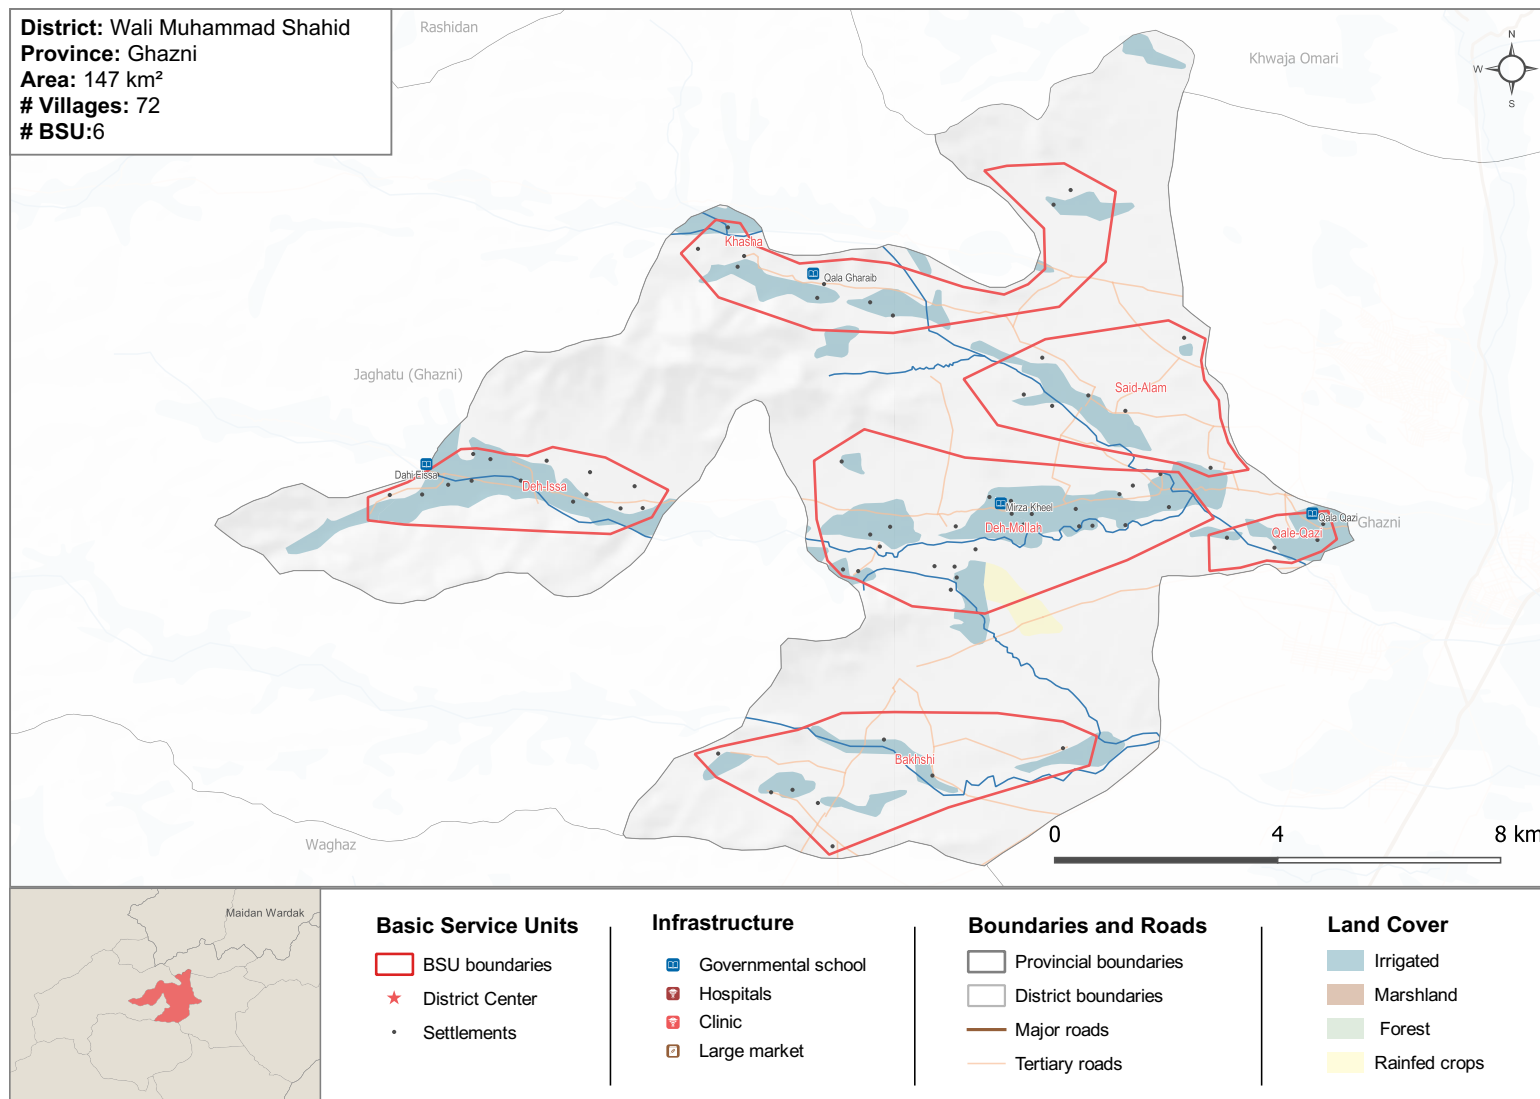 District: Wali Muhammad Shahid
Province: Ghazni
Area: 147 km²
# Villages: 72
# BSU:6
Rashidan
Khwaja Omari
N
W
S
Khasha
Qala Gharaib
Jaghatu (Ghazni)
Said-Alam
Dahi Eissa
Deh-Issa
Mirza Kheel
Deh-Mollah
Qala Qazi
Ghazni
Qale-Qazi
Bakhshi
Waghaz
0 4 8 km
Maidan Wardak
Basic Service Units
BSU boundaries
District Center
Settlements
Infrastructure
Governmental school
Hospitals
Clinic
Large market
Boundaries and Roads
Provincial boundaries
District boundaries
Major roads
Tertiary roads
Land Cover
Irrigated
Marshland
Forest
Rainfed crops